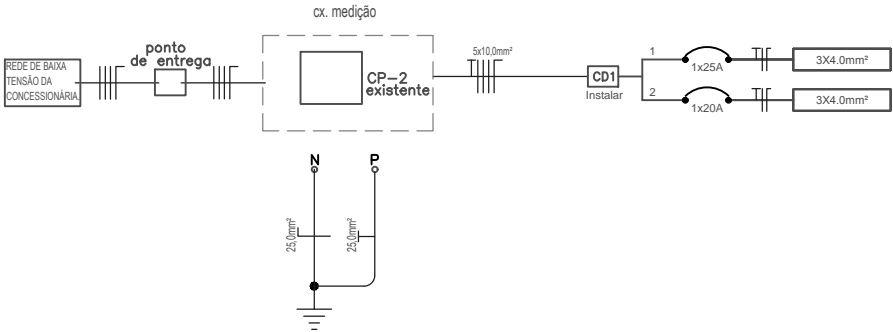 cx. medição
REDE DE BAIXA
TENSÃO DA
CONCESSIONÁRIA.
ponto
de entrega
CP-2
existente
5x10,0mm²
CD1
Instalar
1
1x25A
3X4.0mm²
2
1x20A
3X4.0mm²
N
P
25,0mm²
25,0mm²